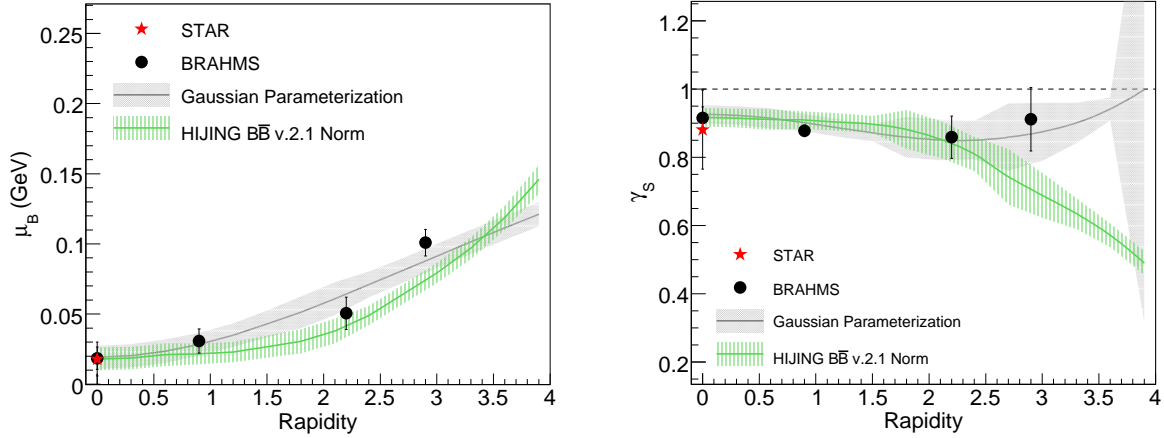 0.25
0.2
0.15
0.1
0.05
0
μ_B (GeV)
STAR
BRAHMS
Gaussian Parameterization
HIJING BB̅ v.2.1 Norm
0 0.5 1 1.5 2 2.5 3 3.5 4
Rapidity
1.2
1
0.8
0.6
0.4
0.2
γ_S
STAR
BRAHMS
Gaussian Parameterization
HIJING BB̅ v.2.1 Norm
0 0.5 1 1.5 2 2.5 3 3.5 4
Rapidity